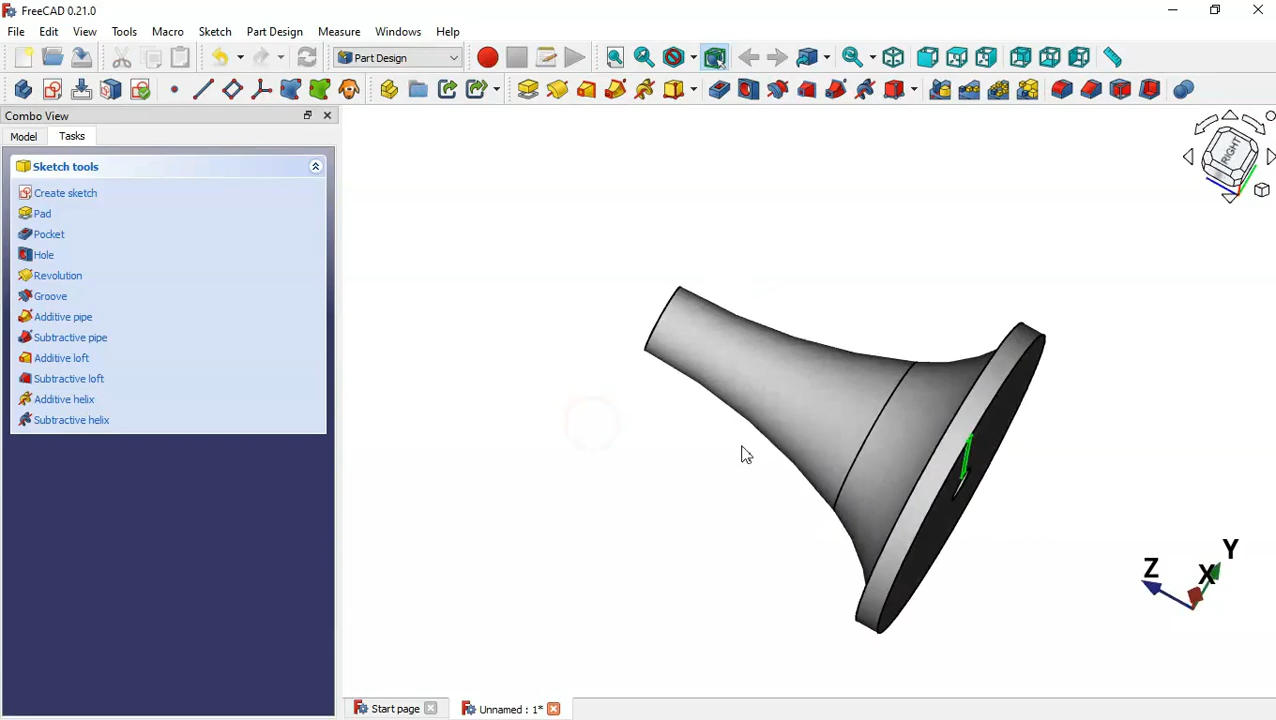 FreeCAD 0.21.0
File Edit View Tools Macro Sketch Part Design Measure Windows Help
Part Design
Combo View
Model Tasks
Sketch tools
Create sketch
Pad
Pocket
Hole
Revolution
Groove
Additive pipe
Subtractive pipe
Additive loft
Subtractive loft
Additive helix
Subtractive helix
RIGHT
Z X Y
Start page Unnamed : 1*